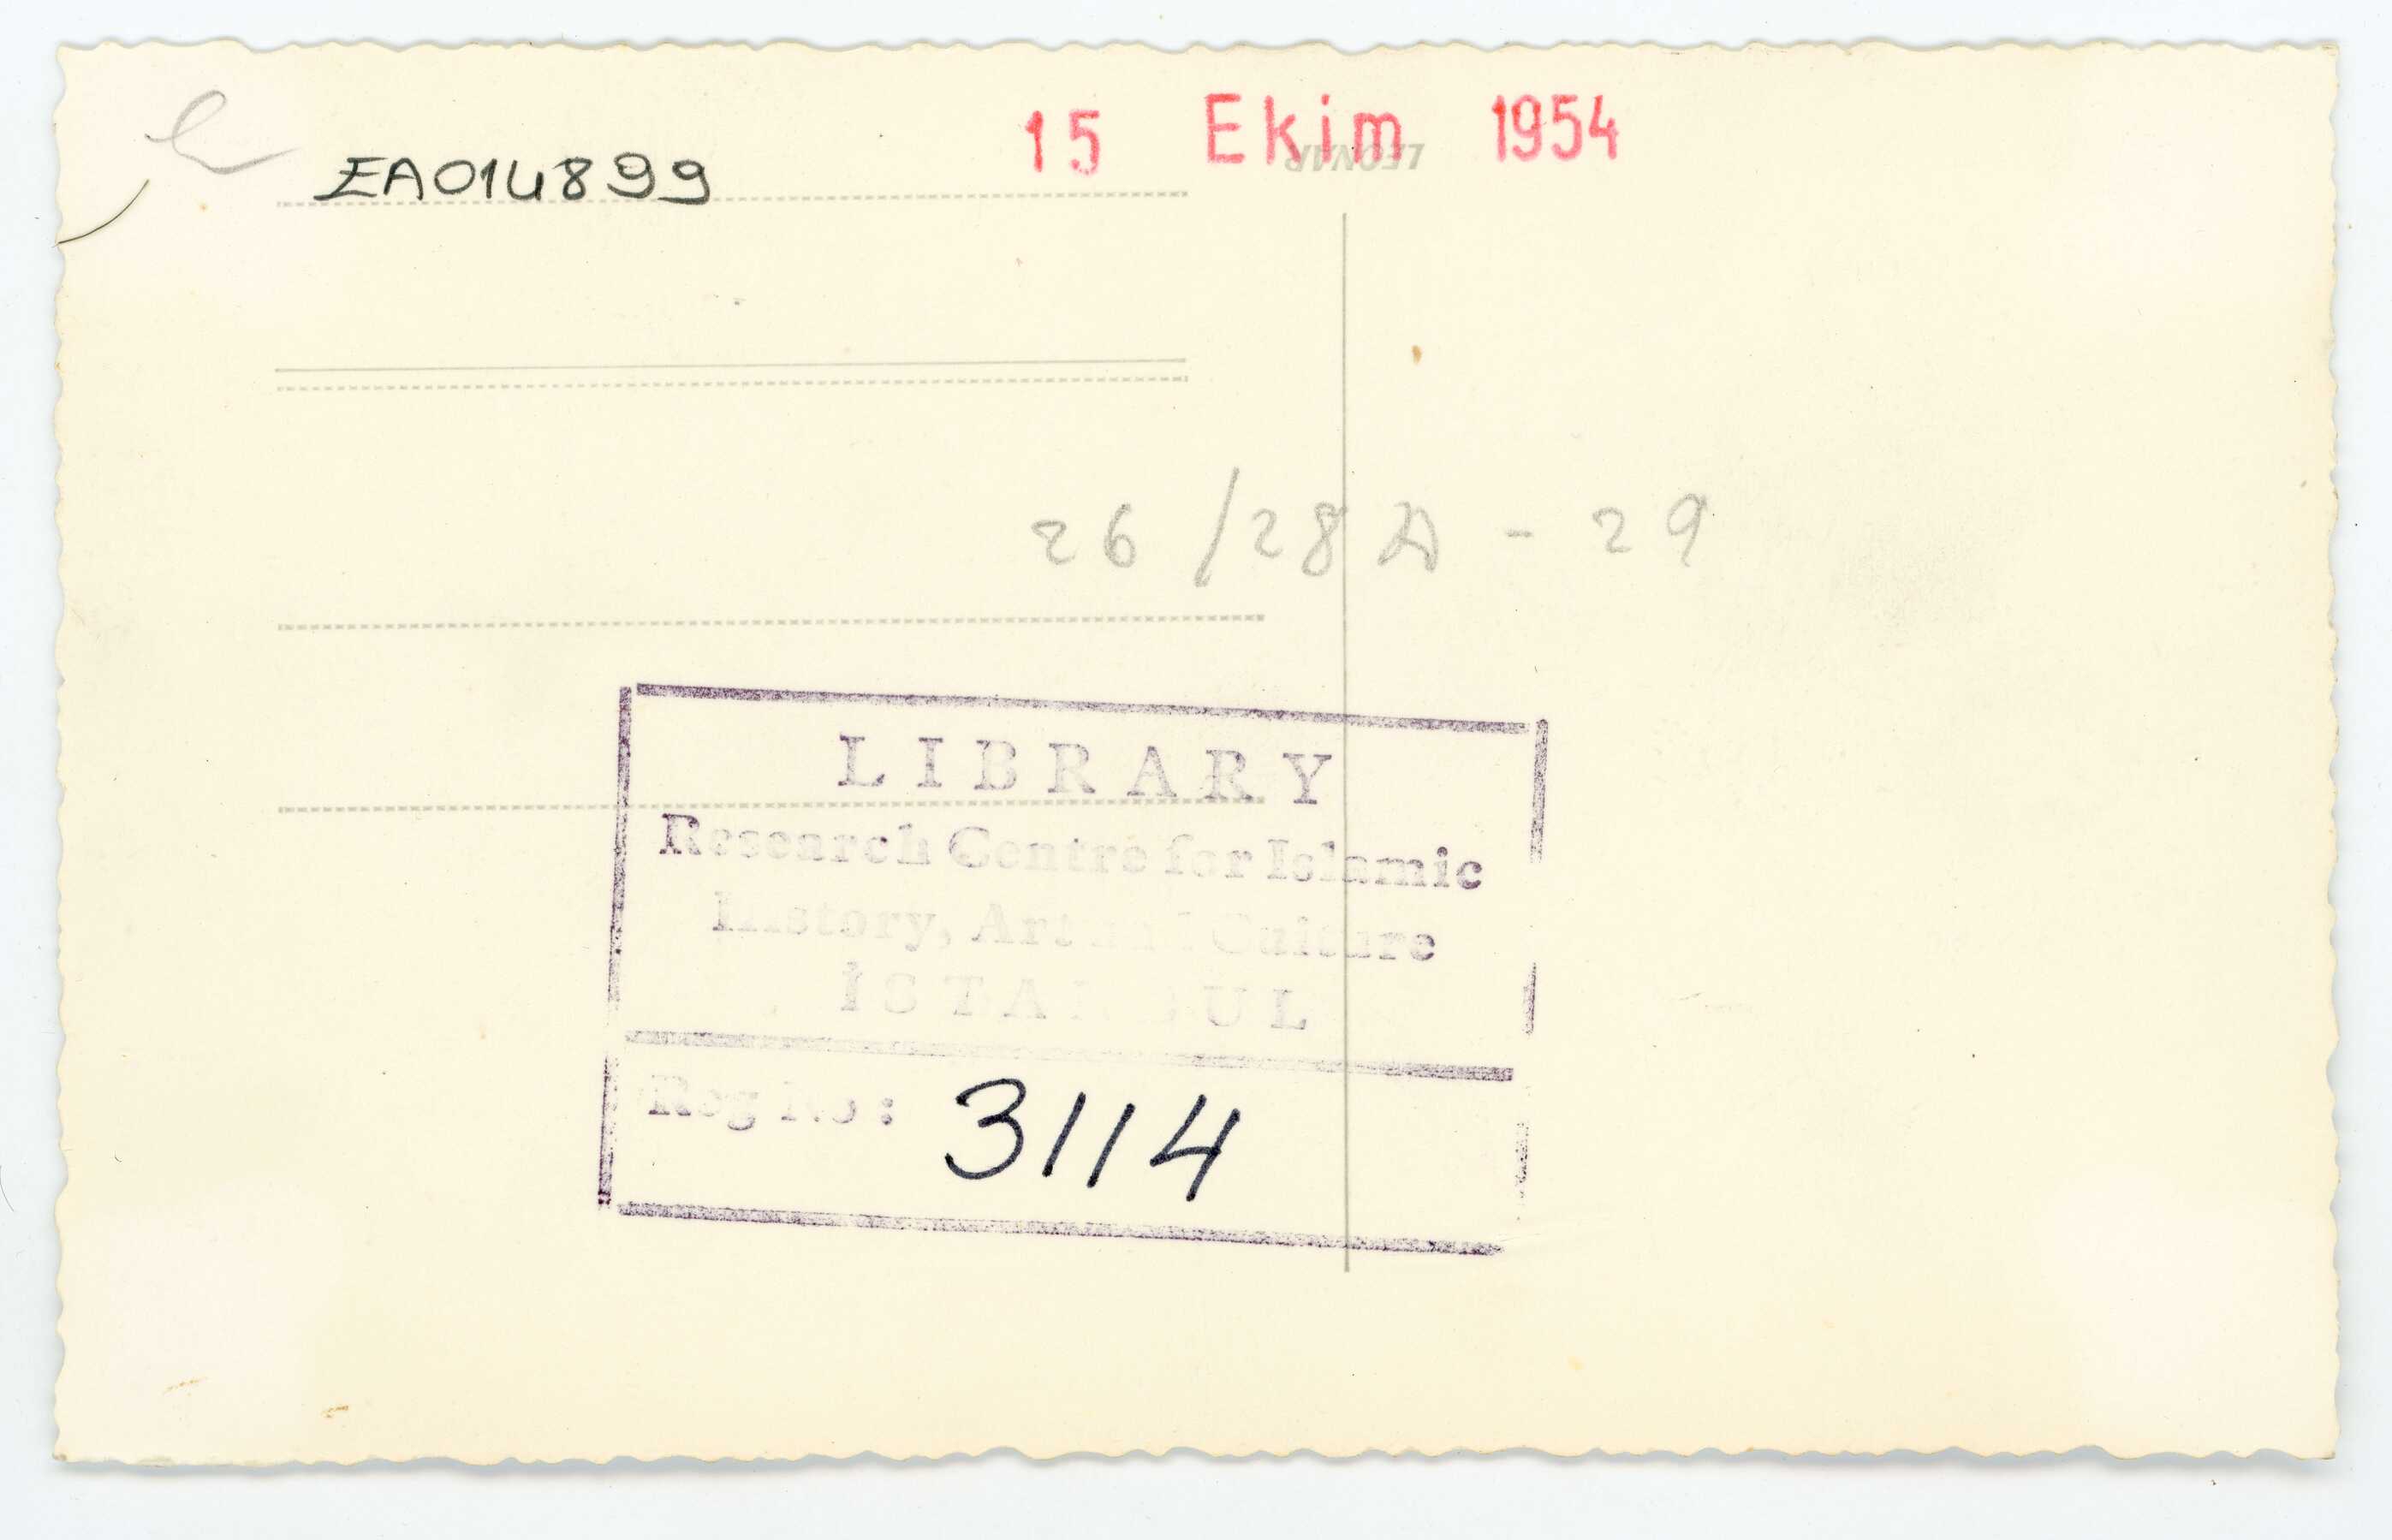 EA014899
15 Ekim 1954
LEONAR
26/28A - 29
LIBRARY
Research Centre for Islamic
History, Art and Culture
İSTANBUL
Reg No: 3114